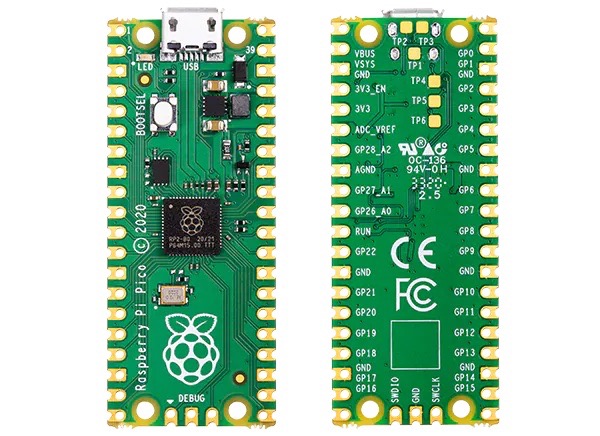 1
2
39
LED
USB
BOOTSEL
Raspberry Pi Pico © 2020
RP2-B0 20/21
P64M15.00 TTT
DEBUG
TP2
TP3
TP1
TP4
TP5
TP6
VBUS
VSYS
GND
3V3_EN
3V3
ADC_VREF
GP28_A2
AGND
GP27_A1
GP26_A0
RUN
GP22
GND
GP21
GP20
GP19
GP18
GND
GP17
GP16
GP0
GP1
GND
GP2
GP3
GP4
GP5
GND
GP6
GP7
GP8
GP9
GND
GP10
GP11
GP12
GP13
GND
GP14
GP15
OC-136
94V-0H
3320
2.5
CE
FC
SWDIO
GND
SWCLK